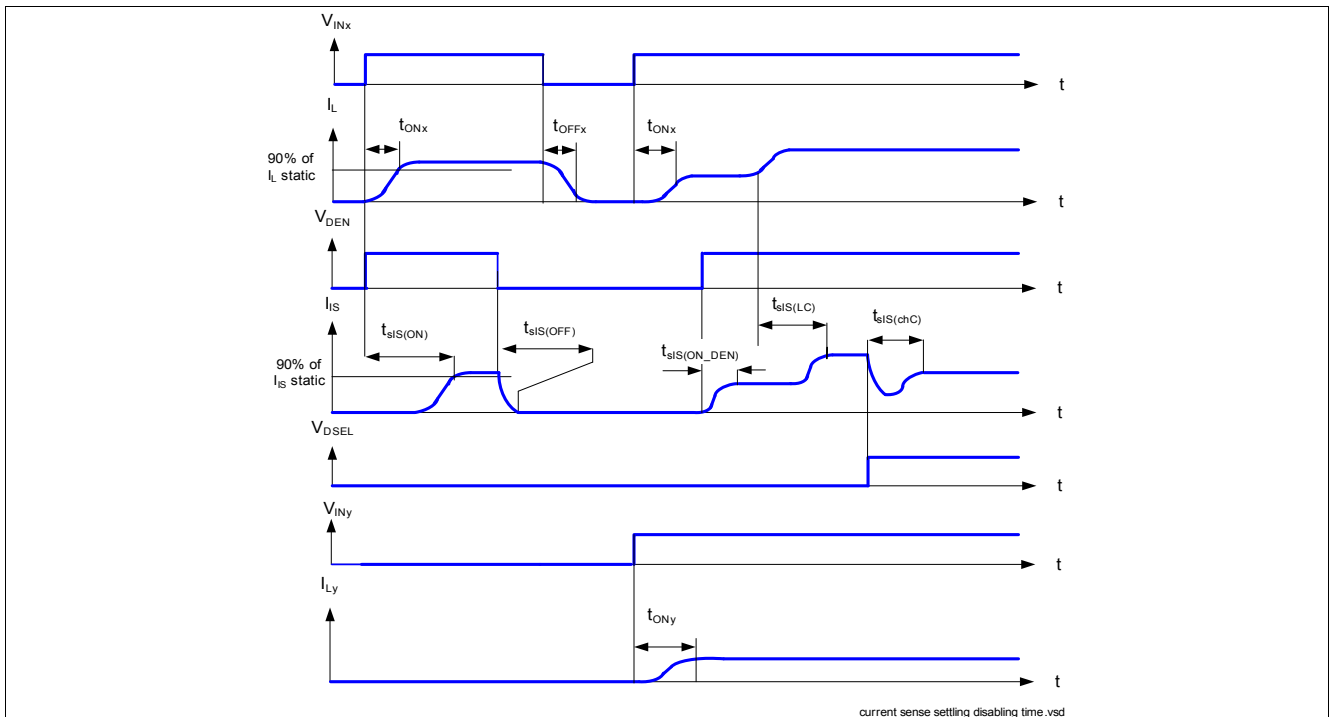 VINx
t
IL
tONx
tOFFx
tONx
90% of
IL static
t
VDEN
t
IIS
tsIS(ON)
tsIS(OFF)
tsIS(ON_DEN)
tsIS(LC)
tsIS(chC)
90% of
IIS static
t
VDSEL
t
VINy
t
ILy
tONy
t
current sense settling disabling time.vsd